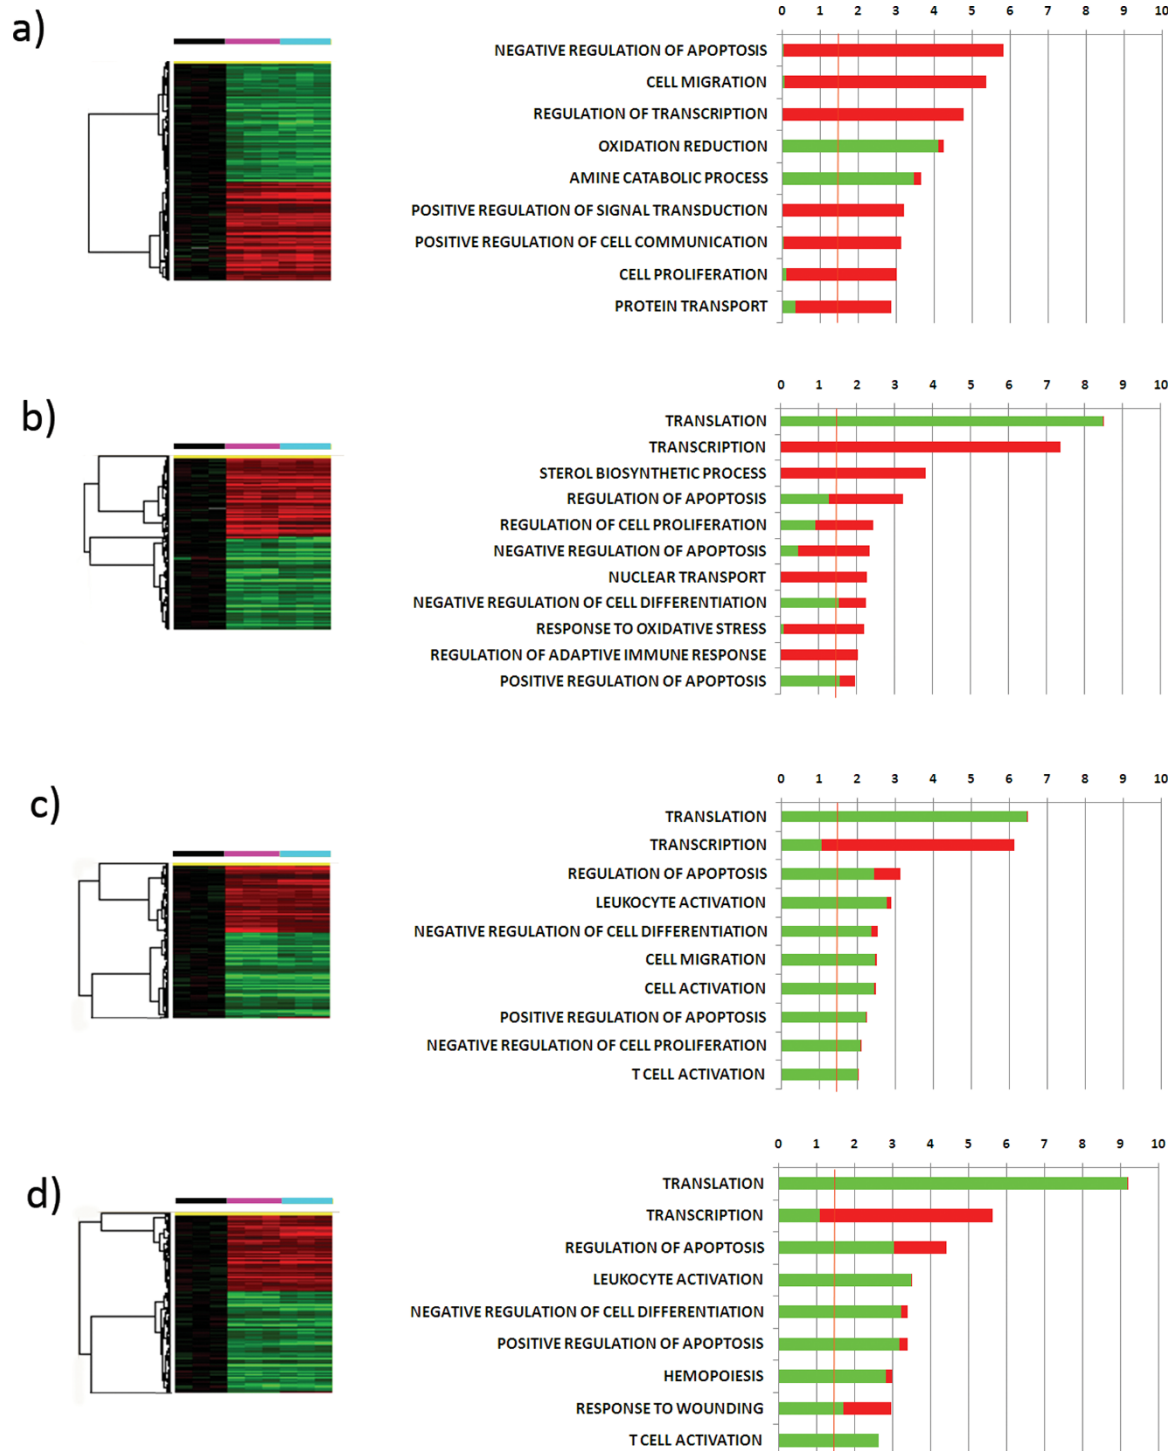 a)
0 1 2 3 4 5 6 7 8 9 10
NEGATIVE REGULATION OF APOPTOSIS
CELL MIGRATION
REGULATION OF TRANSCRIPTION
OXIDATION REDUCTION
AMINE CATABOLIC PROCESS
POSITIVE REGULATION OF SIGNAL TRANSDUCTION
POSITIVE REGULATION OF CELL COMMUNICATION
CELL PROLIFERATION
PROTEIN TRANSPORT
b)
0 1 2 3 4 5 6 7 8 9 10
TRANSLATION
TRANSCRIPTION
STEROL BIOSYNTHETIC PROCESS
REGULATION OF APOPTOSIS
REGULATION OF CELL PROLIFERATION
NEGATIVE REGULATION OF APOPTOSIS
NUCLEAR TRANSPORT
NEGATIVE REGULATION OF CELL DIFFERENTIATION
RESPONSE TO OXIDATIVE STRESS
REGULATION OF ADAPTIVE IMMUNE RESPONSE
POSITIVE REGULATION OF APOPTOSIS
c)
0 1 2 3 4 5 6 7 8 9 10
TRANSLATION
TRANSCRIPTION
REGULATION OF APOPTOSIS
LEUKOCYTE ACTIVATION
NEGATIVE REGULATION OF CELL DIFFERENTIATION
CELL MIGRATION
CELL ACTIVATION
POSITIVE REGULATION OF APOPTOSIS
NEGATIVE REGULATION OF CELL PROLIFERATION
T CELL ACTIVATION
d)
0 1 2 3 4 5 6 7 8 9 10
TRANSLATION
TRANSCRIPTION
REGULATION OF APOPTOSIS
LEUKOCYTE ACTIVATION
NEGATIVE REGULATION OF CELL DIFFERENTIATION
POSITIVE REGULATION OF APOPTOSIS
HEMOPOIESIS
RESPONSE TO WOUNDING
T CELL ACTIVATION